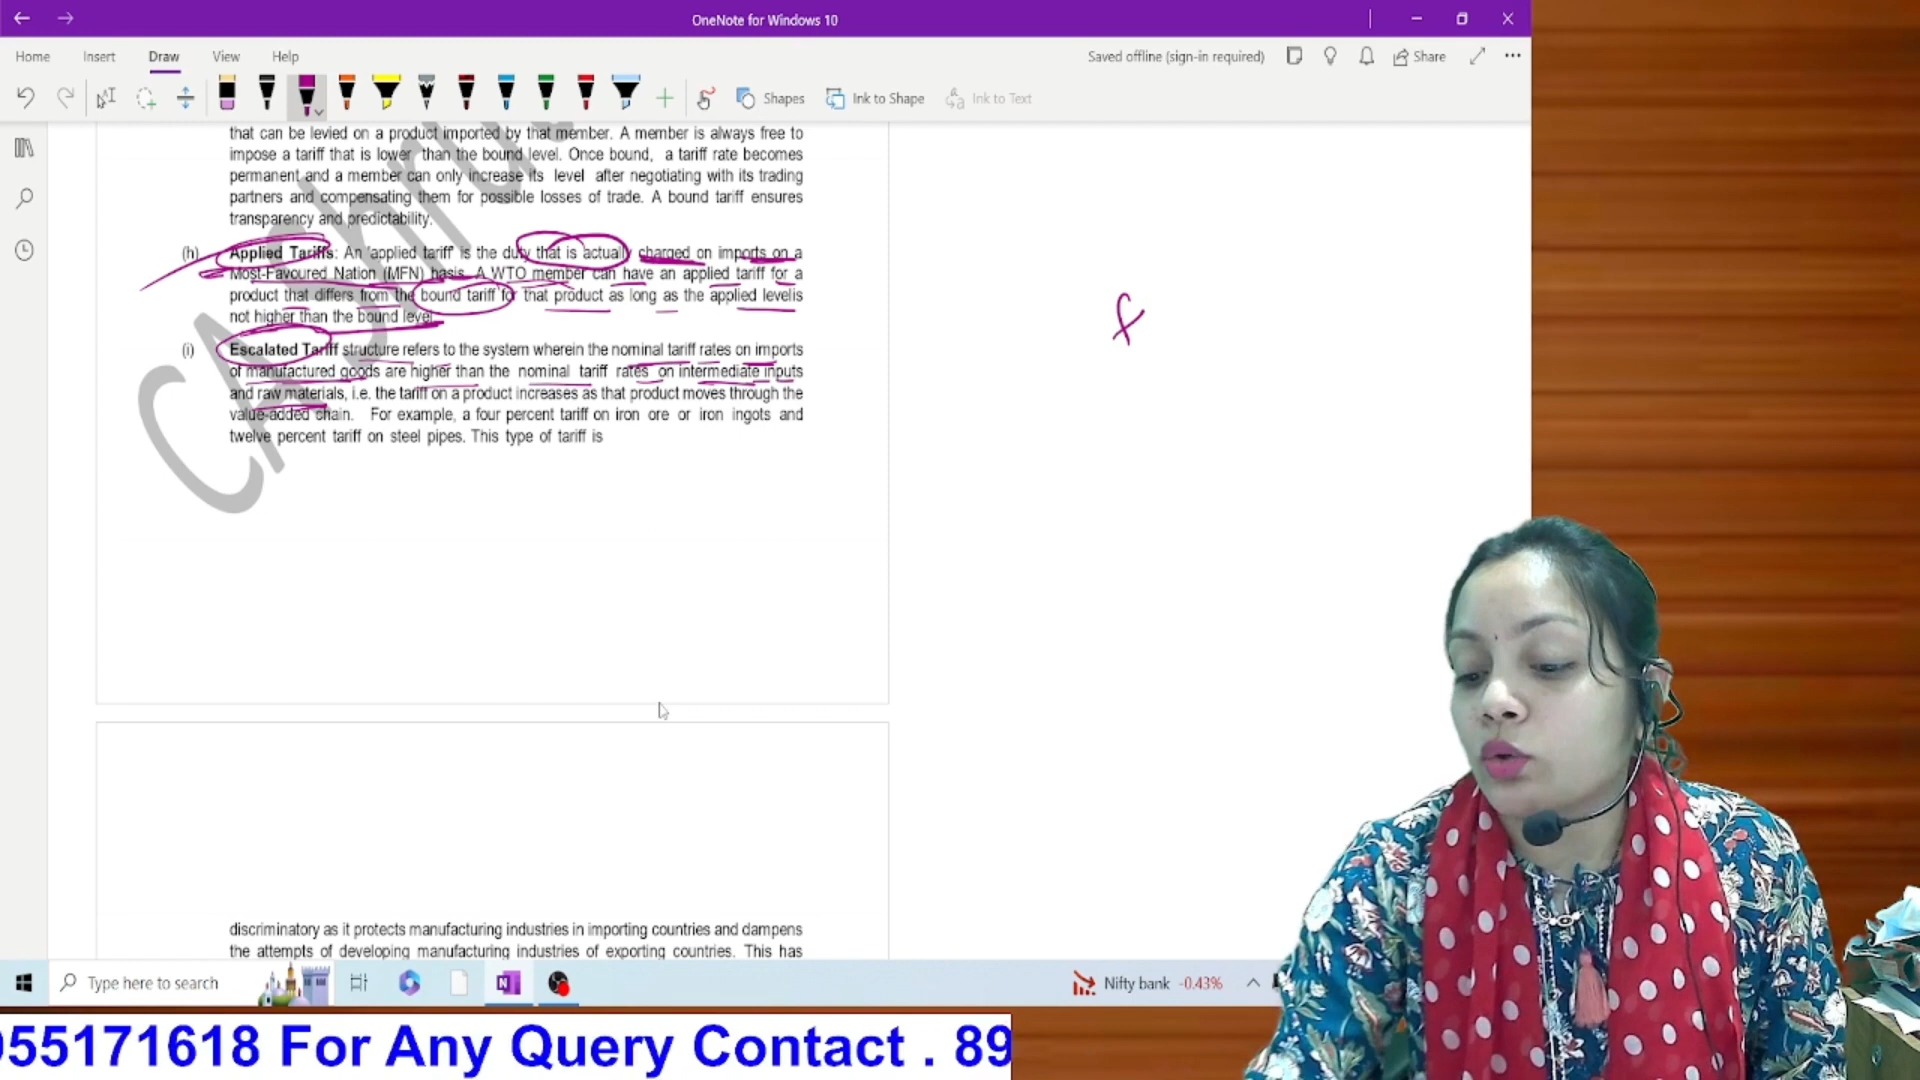 OneNote for Windows 10
Home Insert Draw View Help
Saved offline (sign-in required) Share
Shapes Ink to Shape Ink to Text
that can be levied on a product imported by that member. A member is always free to
impose a tariff that is lower than the bound level. Once bound, a tariff rate becomes
permanent and a member can only increase its level after negotiating with its trading
partners and compensating them for possible losses of trade. A bound tariff ensures
transparency and predictability.
(h) Applied Tariffs: An 'applied tariff' is the duty that is actually charged on imports on a
Most-Favoured Nation (MFN) basis. A WTO member can have an applied tariff for a
product that differs from the bound tariff for that product as long as the applied levelis
not higher than the bound level.
(i) Escalated Tariff structure refers to the system wherein the nominal tariff rates on imports
of manufactured goods are higher than the nominal tariff rates on intermediate inputs
and raw materials, i.e. the tariff on a product increases as that product moves through the
value-added chain. For example, a four percent tariff on iron ore or iron ingots and
twelve percent tariff on steel pipes. This type of tariff is
discriminatory as it protects manufacturing industries in importing countries and dampens
the attempts of developing manufacturing industries of exporting countries. This has
Type here to search
Nifty bank -0.43%
955171618 For Any Query Contact . 89